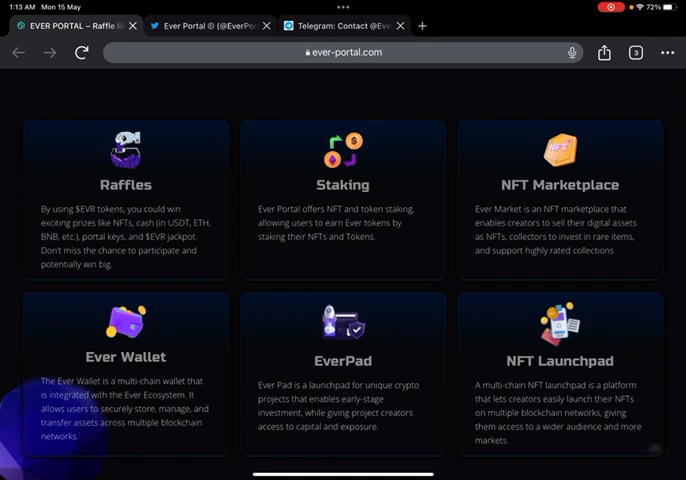 1:13 AM Mon 15 May
72%
EVER PORTAL – Raffle
Ever Portal ® (@EverPor
Telegram: Contact @Eve
ever-portal.com
3
Raffles
By using $EVR tokens, you could win
exciting prizes like NFTs, cash (in USDT, ETH,
BNB, etc.), portal keys, and $EVR jackpot.
Don't miss the chance to participate and
potentially win big.
Staking
Ever Portal offers NFT and token staking,
allowing users to earn Ever tokens by
staking their NFTs and Tokens.
NFT
NFT Marketplace
Ever Market is an NFT marketplace that
enables creators to sell their digital assets
as NFTs, collectors to invest in rare items,
and support highly rated collections
Ever Wallet
The Ever Wallet is a multi-chain wallet that
is integrated with the Ever Ecosystem. It
allows users to securely store, manage, and
transfer assets across multiple blockchain
networks.
EverPad
Ever Pad is a launchpad for unique crypto
projects that enables early-stage
investment, while giving project creators
access to capital and exposure.
NFT Launchpad
A multi-chain NFT launchpad is a platform
that lets creators easily launch their NFTs
on multiple blockchain networks, giving
them access to a wider audience and more
markets.